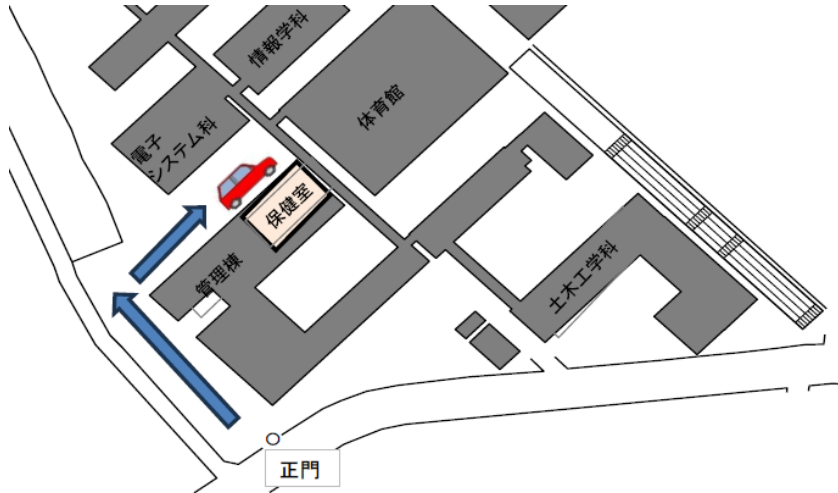 情報学科
体育館
電子
システム科
保健室
管理棟
土木工学科
正門